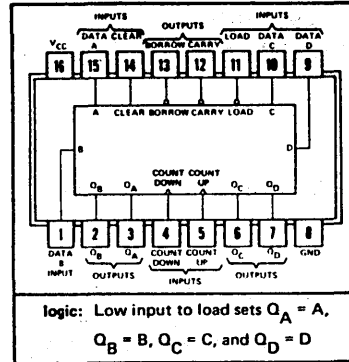 INPUTS OUTPUTS INPUTS
DATA DATA DATA
VCC A CLEAR BORROW CARRY LOAD C D
16 15 14 13 12 11 10 9
A CLEAR BORROW CARRY LOAD C
B D
QB QA COUNT DOWN COUNT UP QC QD
1 2 3 4 5 6 7 8
DATA B INPUT QB QA COUNT DOWN COUNT UP QC QD GND
OUTPUTS INPUTS OUTPUTS
logic: Low input to load sets QA = A,
QB = B, QC = C, and QD = D